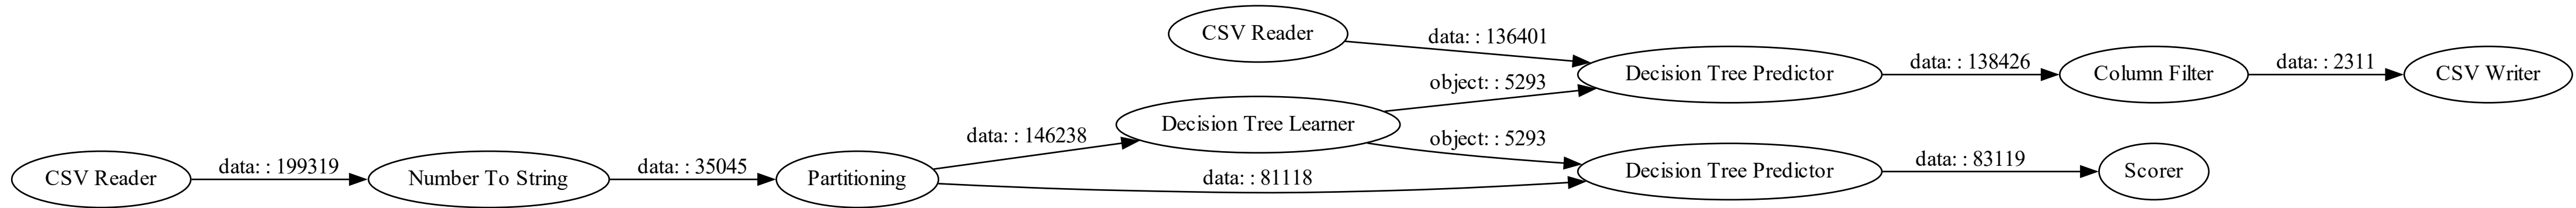 CSV Reader
data: : 136401
Decision Tree Predictor
data: : 138426
Column Filter
data: : 2311
CSV Writer
object: : 5293
Decision Tree Learner
data: : 146238
object: : 5293
CSV Reader
data: : 199319
Number To String
data: : 35045
Partitioning
data: : 81118
Decision Tree Predictor
data: : 83119
Scorer